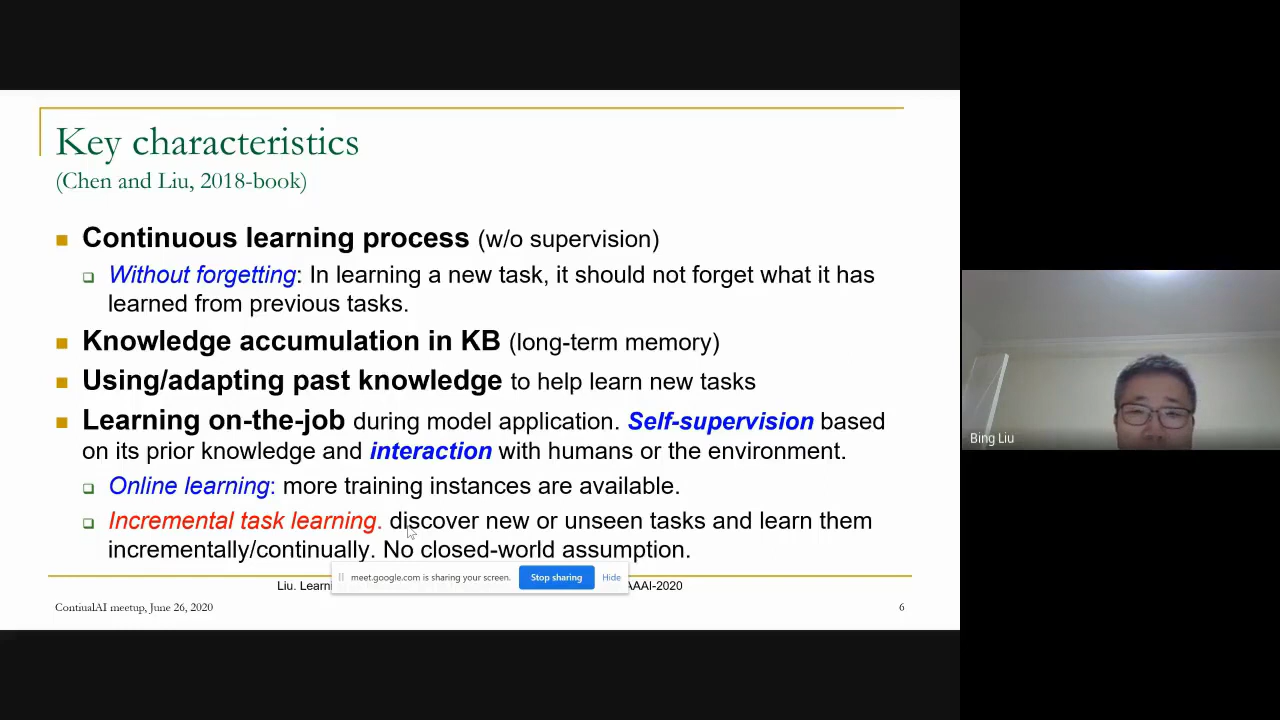 Key characteristics
(Chen and Liu, 2018-book)
Continuous learning process (w/o supervision)
Without forgetting: In learning a new task, it should not forget what it has
learned from previous tasks.
Knowledge accumulation in KB (long-term memory)
Using/adapting past knowledge to help learn new tasks
Learning on-the-job during model application. Self-supervision based
on its prior knowledge and interaction with humans or the environment.
Online learning: more training instances are available.
Incremental task learning. discover new or unseen tasks and learn them
incrementally/continually. No closed-world assumption.
meet.google.com is sharing your screen. Stop sharing Hide
Liu. AAAI-2020
ContiualAI meetup, June 26, 2020
6
Bing Liu